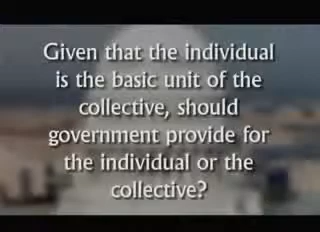 Given that the individual
is the basic unit of the
collective, should
government provide for
the individual or the
collective?